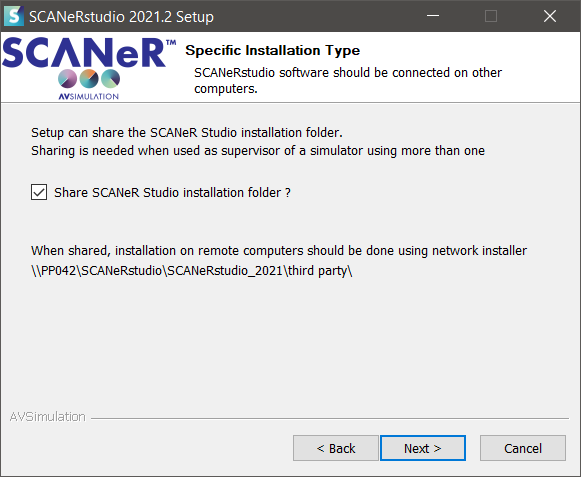 SCANeRstudio 2021.2 Setup
SCANeR™
AVSIMULATION
Specific Installation Type
SCANeRstudio software should be connected on other
computers.
Setup can share the SCANeR Studio installation folder.
Sharing is needed when used as supervisor of a simulator using more than one
Share SCANeR Studio installation folder ?
When shared, installation on remote computers should be done using network installer
\\PP042\SCANeRstudio\SCANeRstudio_2021\third party\
AVSimulation
< Back
Next >
Cancel